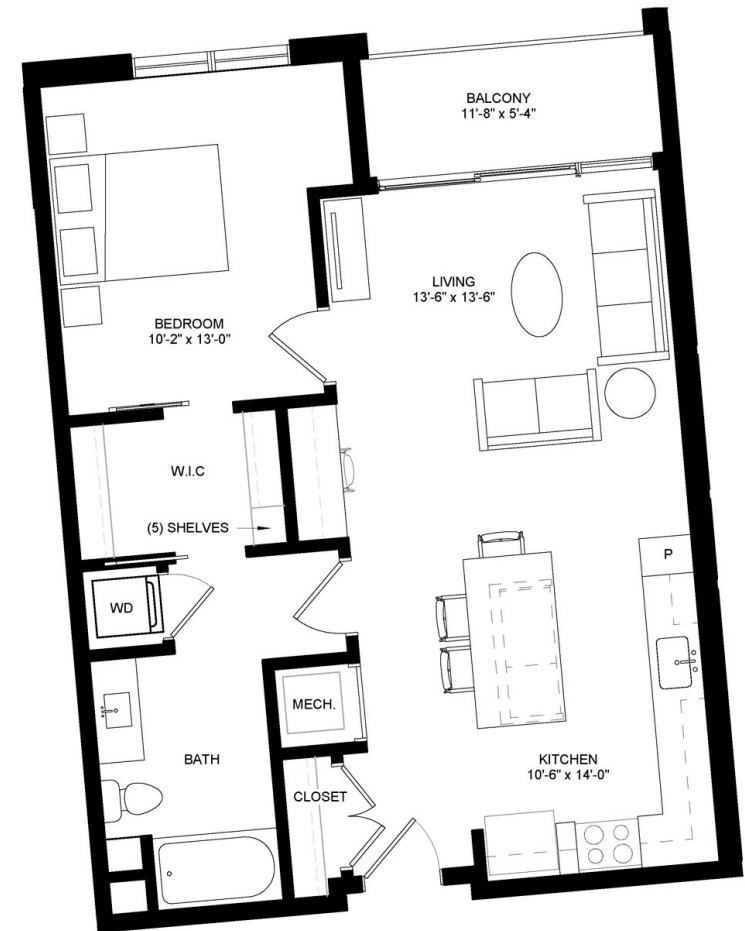 BALCONY
11'-8" x 5'-4"
LIVING
13'-6" x 13'-6"
BEDROOM
10'-2" x 13'-0"
W.I.C
(5) SHELVES
P
WD
MECH.
BATH
KITCHEN
10'-6" x 14'-0"
CLOSET